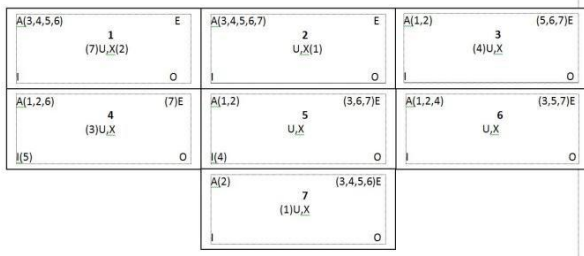 A(3,4,5,6) E
1
(7)U,X(2)
I O
A(3,4,5,6,7) E
2
U,X(1)
I O
A(1,2) (5,6,7)E
3
(4)U,X
I O
A(1,2,6) (7)E
4
(3)U,X
I(5) O
A(1,2) (3,6,7)E
5
U,X
I(4) O
A(1,2,4) (3,5,7)E
6
U,X
I O
A(2) (3,4,5,6)E
7
(1)U,X
I O